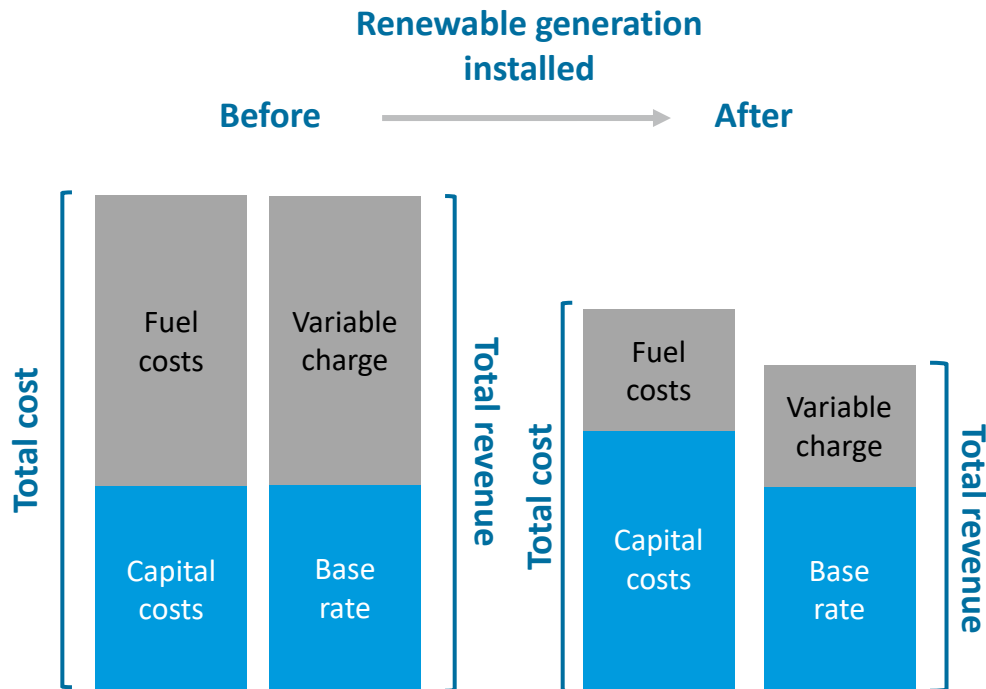 Renewable generation
installed
Before
After
Total cost
Fuel
costs
Capital
costs
Variable
charge
Base
rate
Total revenue
Total cost
Fuel
costs
Capital
costs
Variable
charge
Base
rate
Total revenue